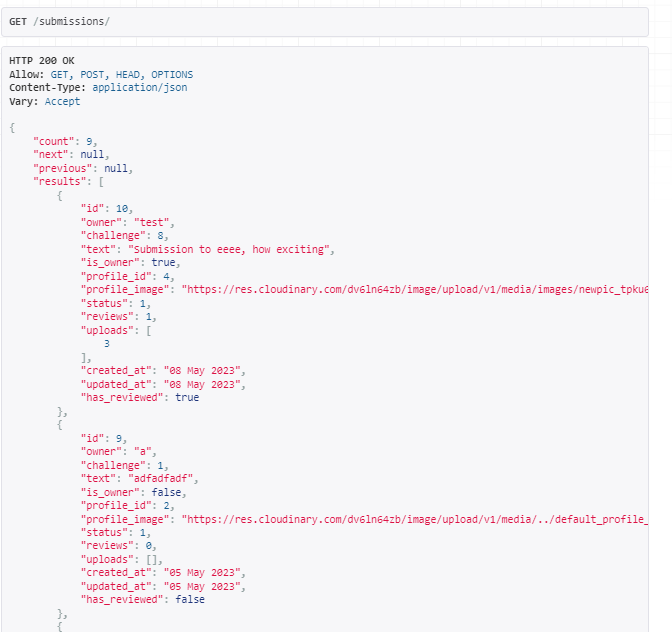 GET /submissions/
HTTP 200 OK
Allow: GET, POST, HEAD, OPTIONS
Content-Type: application/json
Vary: Accept
{
"count": 9,
"next": null,
"previous": null,
"results": [
{
"id": 10,
"owner": "test",
"challenge": 8,
"text": "Submission to eeee, how exciting",
"is_owner": true,
"profile_id": 4,
"profile_image": "https://res.cloudinary.com/dv6ln64zb/image/upload/v1/media/images/newpic_tpku6
"status": 1,
"reviews": 1,
"uploads": [
3
],
"created_at": "08 May 2023",
"updated_at": "08 May 2023",
"has_reviewed": true
},
{
"id": 9,
"owner": "a",
"challenge": 1,
"text": "adfadfadf",
"is_owner": false,
"profile_id": 2,
"profile_image": "https://res.cloudinary.com/dv6ln64zb/image/upload/v1/media/../default_profile_
"status": 1,
"reviews": 0,
"uploads": [],
"created_at": "05 May 2023",
"updated_at": "05 May 2023",
"has_reviewed": false
},
{